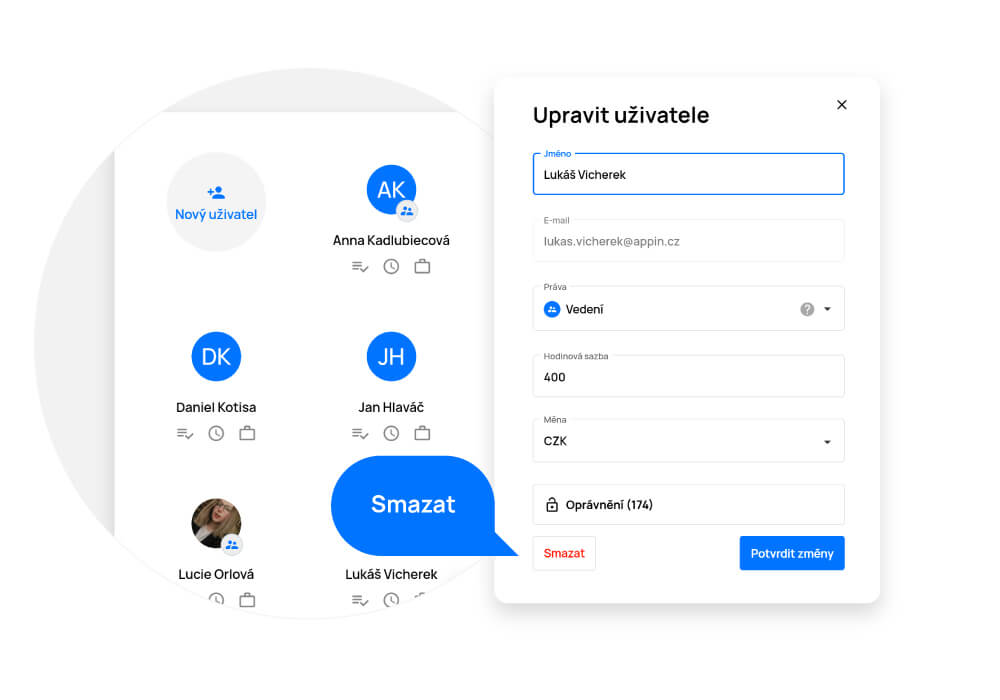 Nový uživatel
AK
Anna Kadlubiecová
DK
Daniel Kotisa
JH
Jan Hlaváč
Smazat
Lucie Orlová
Lukáš Vicherek
Upravit uživatele
Jméno
Lukáš Vicherek
E-mail
lukas.vicherek@appin.cz
Práva
Vedení
?
Hodinová sazba
400
Měna
CZK
Oprávnění (174)
Smazat
Potvrdit změny